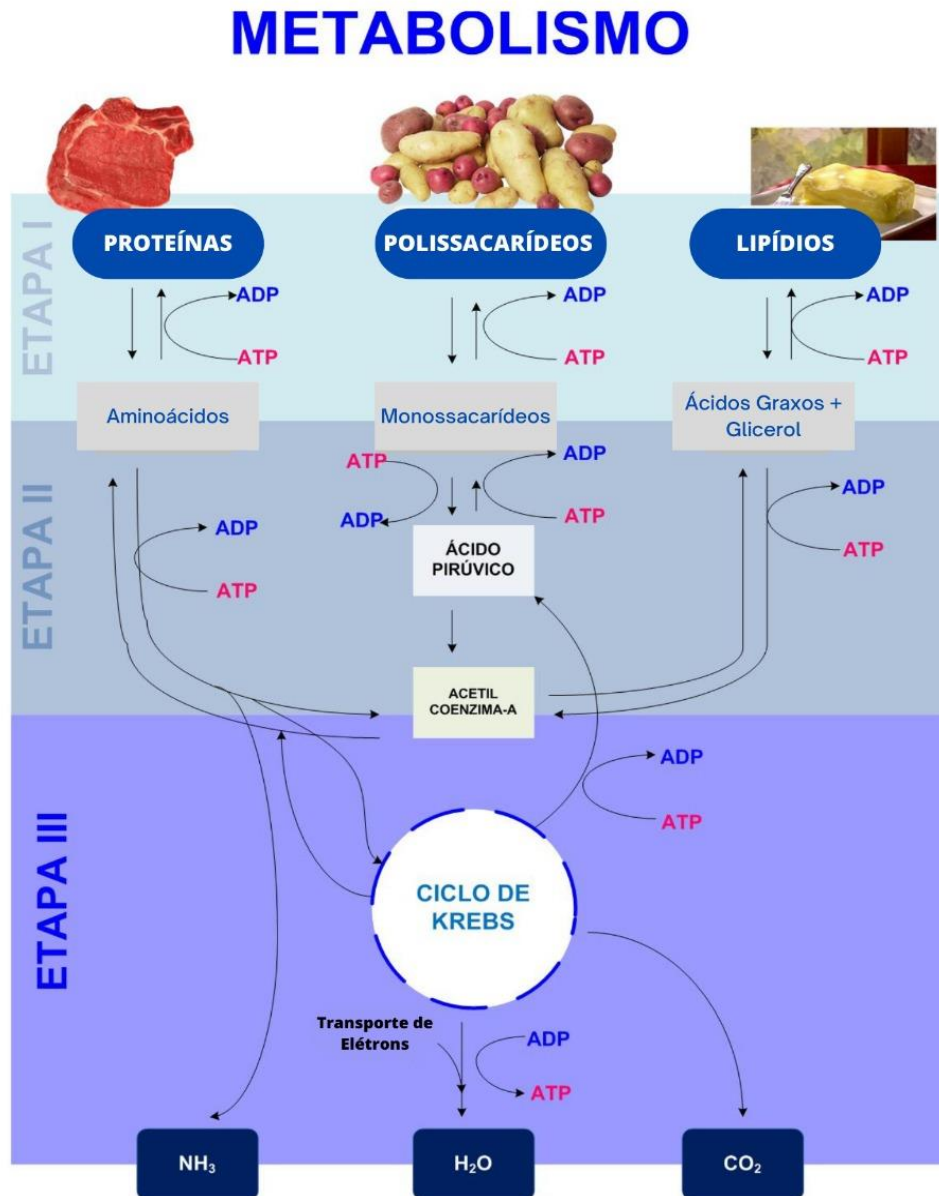 METABOLISMO
ETAPA I
PROTEÍNAS
POLISSACARÍDEOS
LIPÍDIOS
ADP
ADP
ADP
ATP
ATP
ATP
Aminoácidos
Monossacarídeos
Ácidos Graxos +
Glicerol
ETAPA II
ATP
ADP
ADP
ATP
ADP
ATP
ADP
ATP
ÁCIDO
PIRÚVICO
ACETIL
COENZIMA-A
ETAPA III
ADP
ATP
CICLO DE
KREBS
Transporte de
Elétrons
ADP
ATP
NH₃
H₂O
CO₂